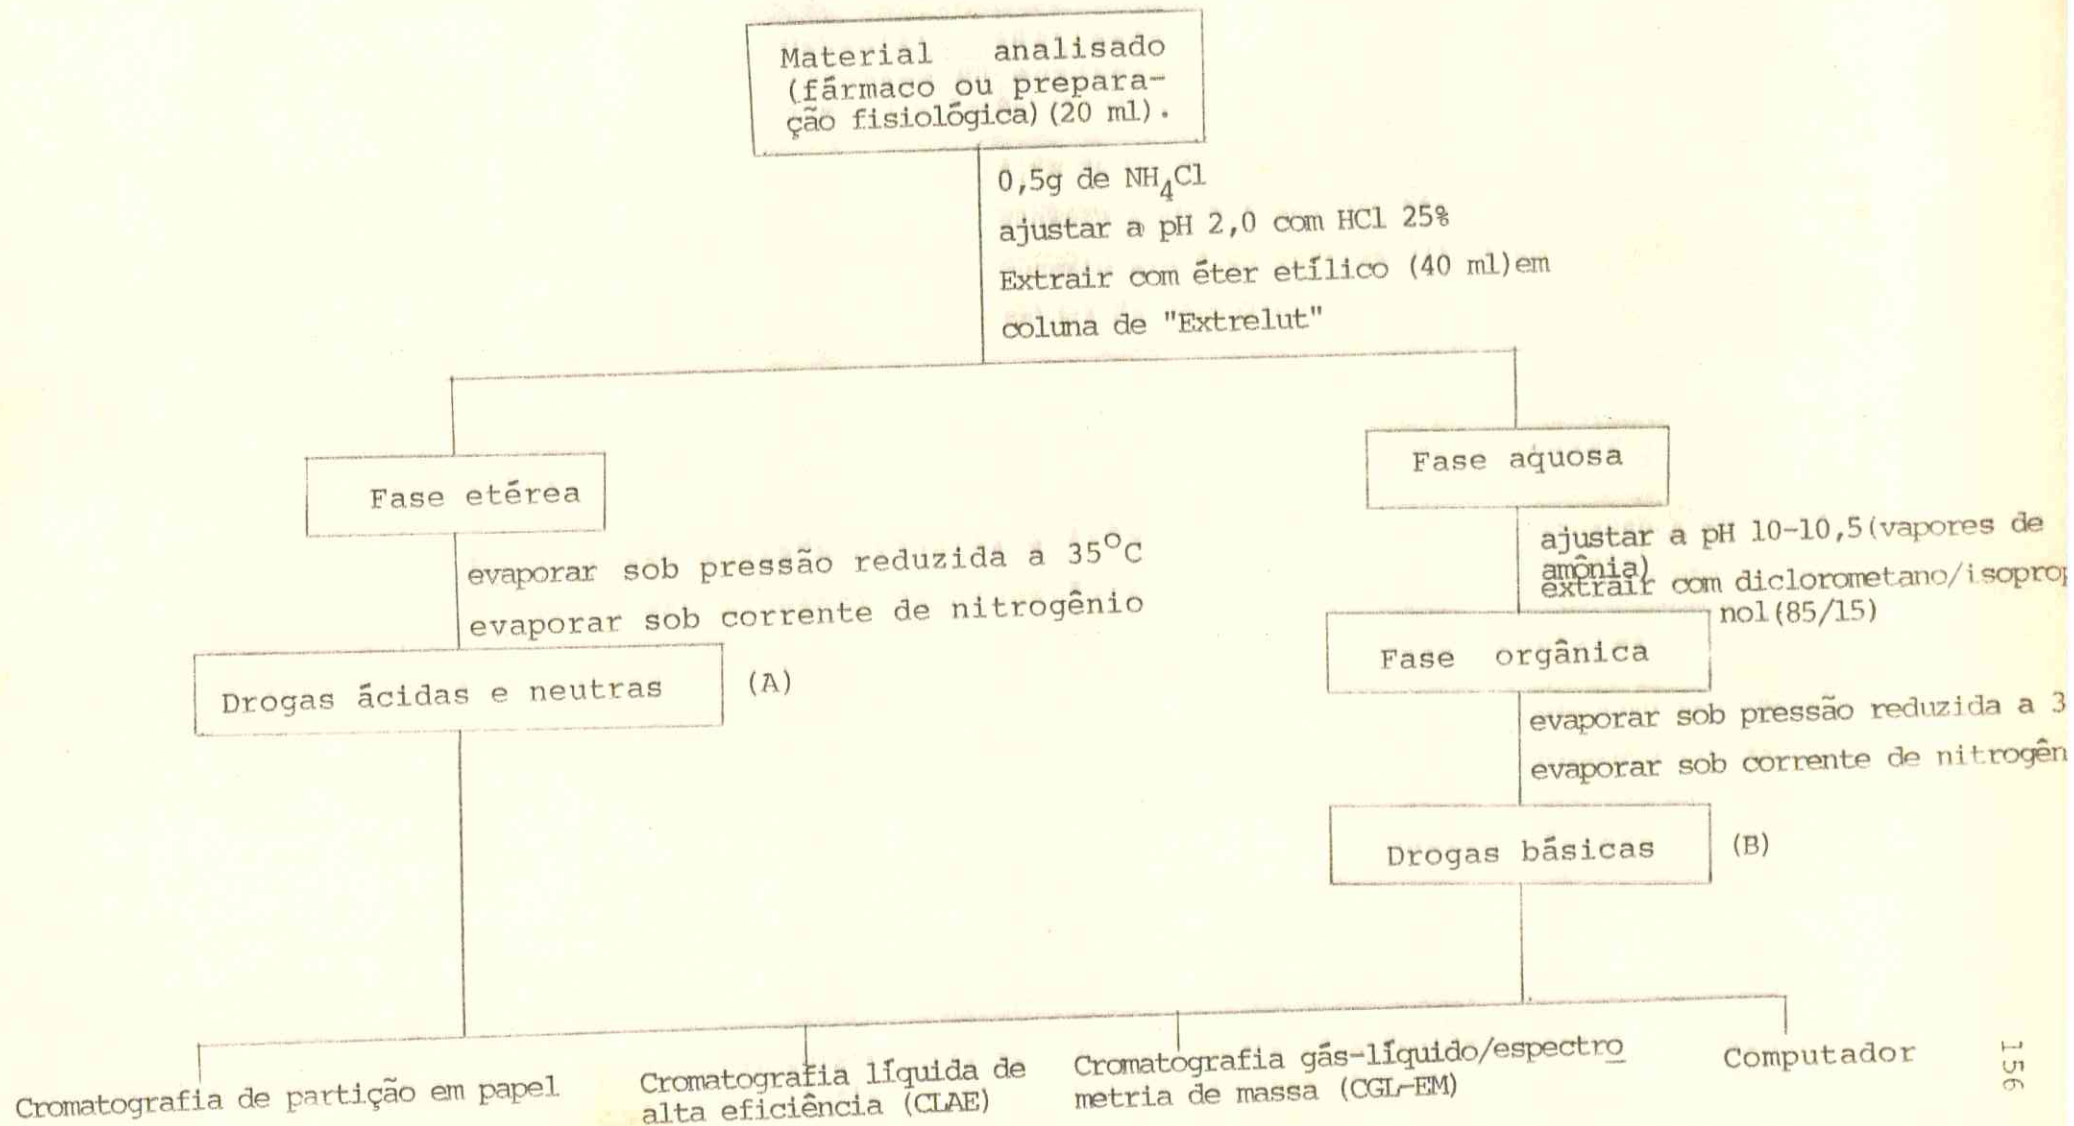 Material analisado
(fármaco ou prepara-
ção fisiológica)(20 ml).
0,5g de NH4Cl
ajustar a pH 2,0 com HCl 25%
Extrair com éter etílico (40 ml)em
coluna de "Extrelut"
Fase etérea
evaporar sob pressão reduzida a 35ºC
evaporar sob corrente de nitrogênio
Drogas ácidas e neutras
(A)
Fase aquosa
ajustar a pH 10-10,5(vapores de
amônia)
extrair com diclorometano/isoprop
nol(85/15)
Fase orgânica
evaporar sob pressão reduzida a 3
evaporar sob corrente de nitrogên
Drogas básicas
(B)
Cromatografia de partição em papel
Cromatografia líquida de
alta eficiência (CLAE)
Cromatografia gás-líquido/espectro
metria de massa (CGL-EM)
Computador
156